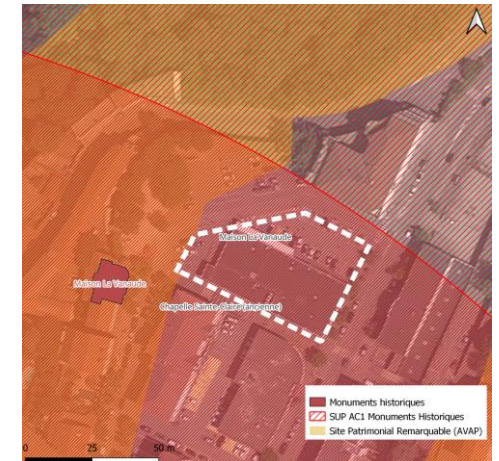 Maison La Vanaude
Maison La Vanaude
Chapelle Sainte-claire (ancienne)
Monuments historiques
SUP AC1 Monuments Historiques
Site Patrimonial Remarquable (AVAP)
0 25 50 m